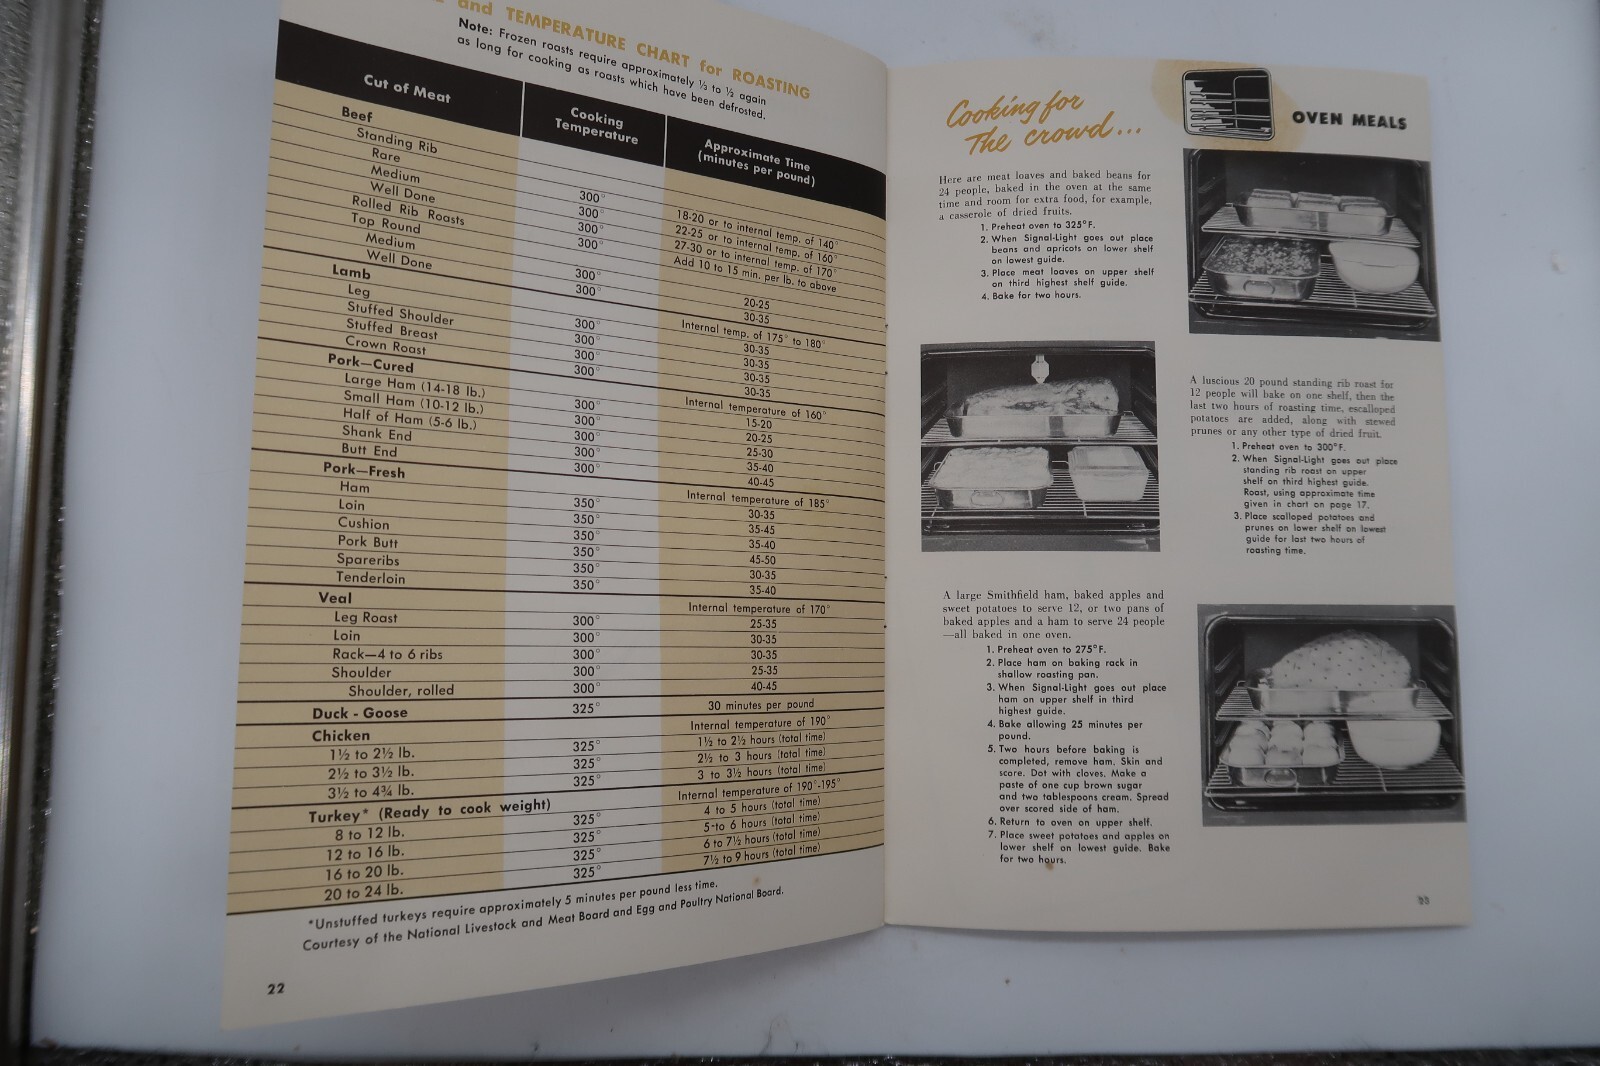 and TEMPERATURE CHART for ROASTING
Note: Frozen roasts require approximately ⅓ to ½ again
as long for cooking as roasts which have been defrosted.
Cut of Meat Cooking Temperature Approximate Time (minutes per pound)
Beef
Standing Rib
Rare 300° 18-20 or to internal temp. of 140°
Medium 300° 22-25 or to internal temp. of 160°
Well Done 300° 27-30 or to internal temp. of 170°
Rolled Rib Roasts 300° Add 10 to 15 min. per lb. to above
Top Round
Medium 300° 20-25
Well Done 300° 30-35
Lamb Internal temp. of 175° to 180°
Leg 300° 30-35
Stuffed Shoulder 300° 30-35
Stuffed Breast 300° 30-35
Crown Roast 300° 30-35
Pork—Cured Internal temperature of 160°
Large Ham (14-18 lb.) 300° 15-20
Small Ham (10-12 lb.) 300° 20-25
Half of Ham (5-6 lb.) 300° 25-30
Shank End 300° 35-40
Butt End 300° 40-45
Pork—Fresh Internal temperature of 185°
Ham 350° 30-35
Loin 350° 35-45
Cushion 350° 35-40
Pork Butt 350° 45-50
Spareribs 350° 30-35
Tenderloin 350° 35-40
Veal Internal temperature of 170°
Leg Roast 300° 25-35
Loin 300° 30-35
Rack—4 to 6 ribs 300° 30-35
Shoulder 300° 25-35
Shoulder, rolled 300° 40-45
Duck - Goose 325° 30 minutes per pound
Chicken Internal temperature of 190°
1½ to 2½ lb. 325° 1½ to 2½ hours (total time)
2½ to 3½ lb. 325° 2½ to 3 hours (total time)
3½ to 4¾ lb. 325° 3 to 3½ hours (total time)
Turkey* (Ready to cook weight) Internal temperature of 190°-195°
8 to 12 lb. 325° 4 to 5 hours (total time)
12 to 16 lb. 325° 5 to 6 hours (total time)
16 to 20 lb. 325° 6 to 7½ hours (total time)
20 to 24 lb. 325° 7½ to 9 hours (total time)
*Unstuffed turkeys require approximately 5 minutes per pound less time.
Courtesy of the National Livestock and Meat Board and Egg and Poultry National Board.
22
Cooking for
The crowd...
OVEN MEALS
Here are meat loaves and baked beans for
24 people, baked in the oven at the same
time and room for extra food, for example,
a casserole of dried fruits.
1. Preheat oven to 325°F.
2. When Signal-Light goes out place
beans and apricots on lower shelf
on lowest guide.
3. Place meat loaves on upper shelf
on third highest shelf guide.
4. Bake for two hours.
A luscious 20 pound standing rib roast for
12 people will bake on one shelf, then the
last two hours of roasting time, escalloped
potatoes are added, along with stewed
prunes or any other type of dried fruit.
1. Preheat oven to 300°F.
2. When Signal-Light goes out place
standing rib roast on upper
shelf on third highest guide.
Roast, using approximate time
given in chart on page 17.
3. Place scalloped potatoes and
prunes on lower shelf on lowest
guide for last two hours of
roasting time.
A large Smithfield ham, baked apples and
sweet potatoes to serve 12, or two pans of
baked apples and a ham to serve 24 people
—all baked in one oven.
1. Preheat oven to 275°F.
2. Place ham on baking rack in
shallow roasting pan.
3. When Signal-Light goes out place
ham on upper shelf in third
highest guide.
4. Bake allowing 25 minutes per
pound.
5. Two hours before baking is
completed, remove ham. Skin and
score. Dot with cloves. Make a
paste of one cup brown sugar
and two tablespoons cream. Spread
over scored side of ham.
6. Return to oven on upper shelf.
7. Place sweet potatoes and apples on
lower shelf on lowest guide. Bake
for two hours.